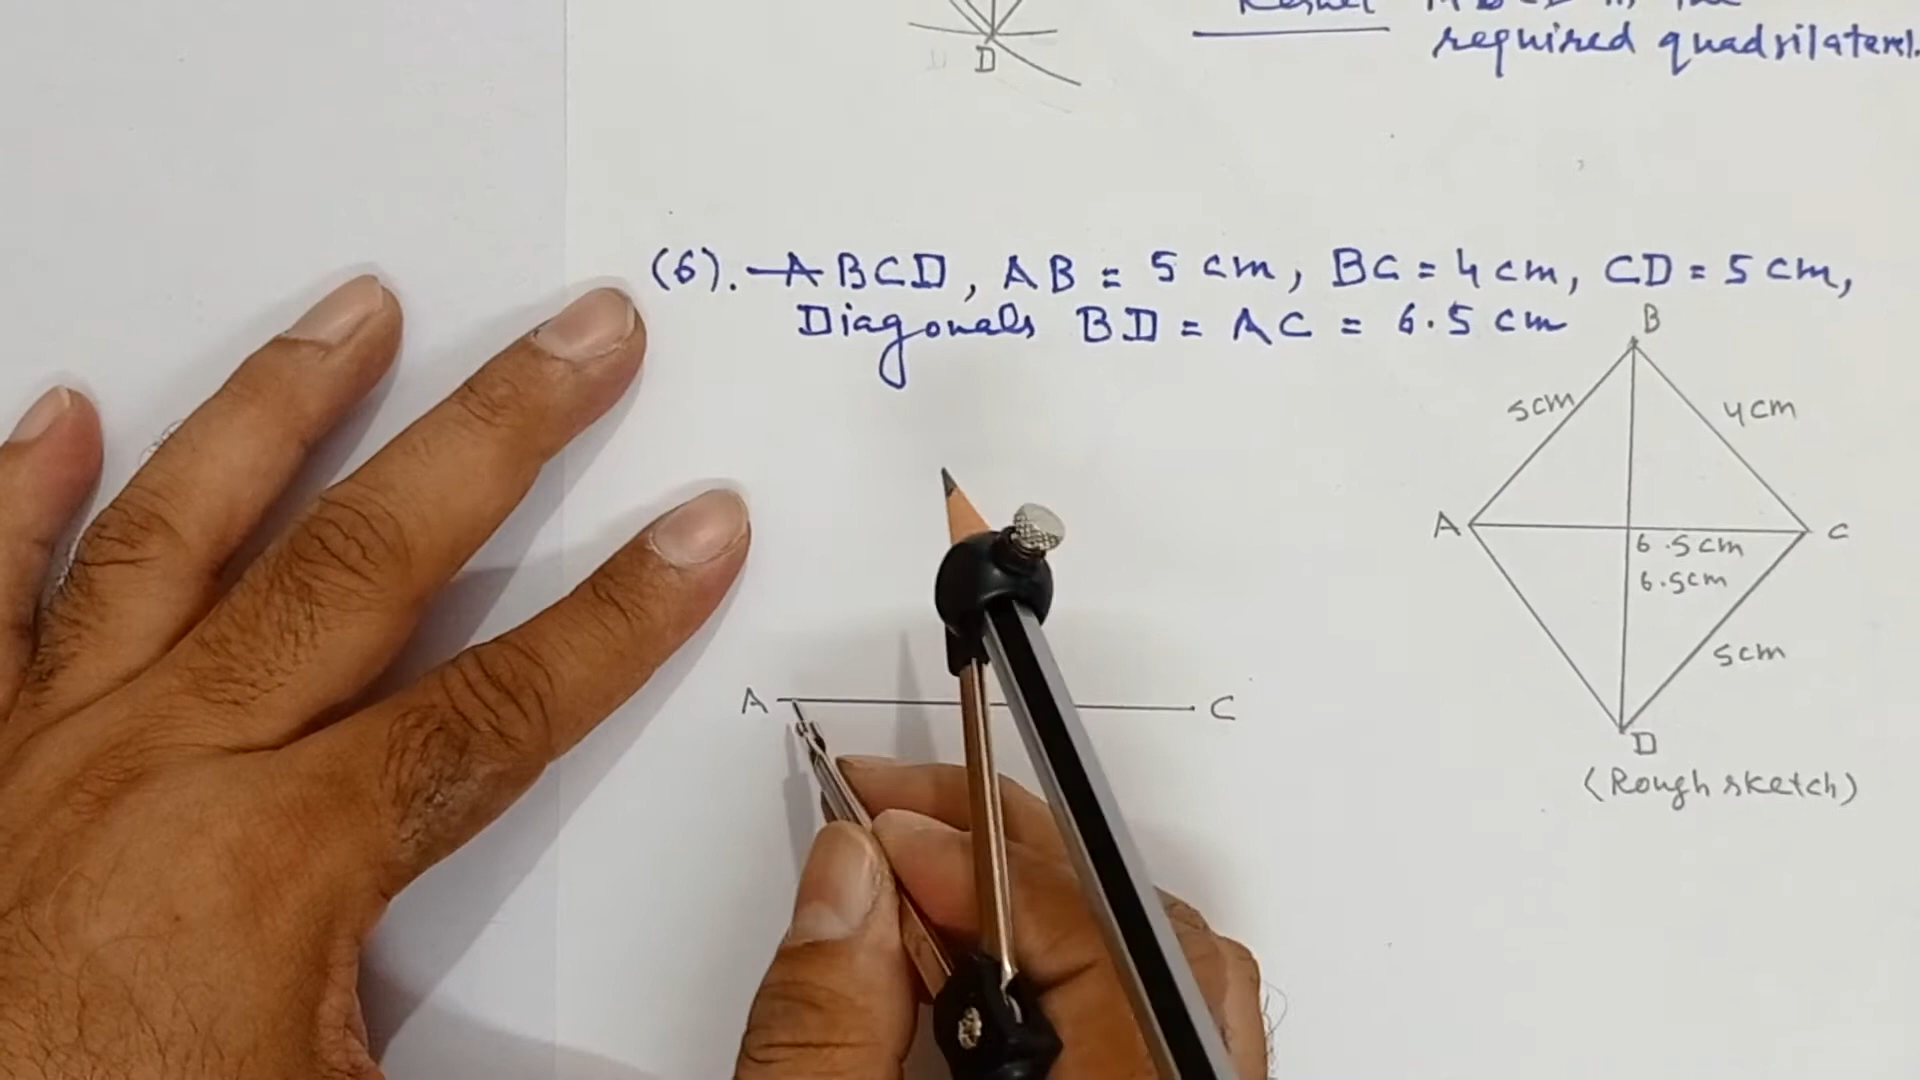 D
required quadrilateral.
(6). ABCD, AB = 5 cm, BC = 4 cm, CD = 5 cm,
Diagonals BD = AC = 6.5 cm
B
5cm
4cm
A
C
6.5cm
6.5cm
5cm
D
(Rough sketch)
A
C